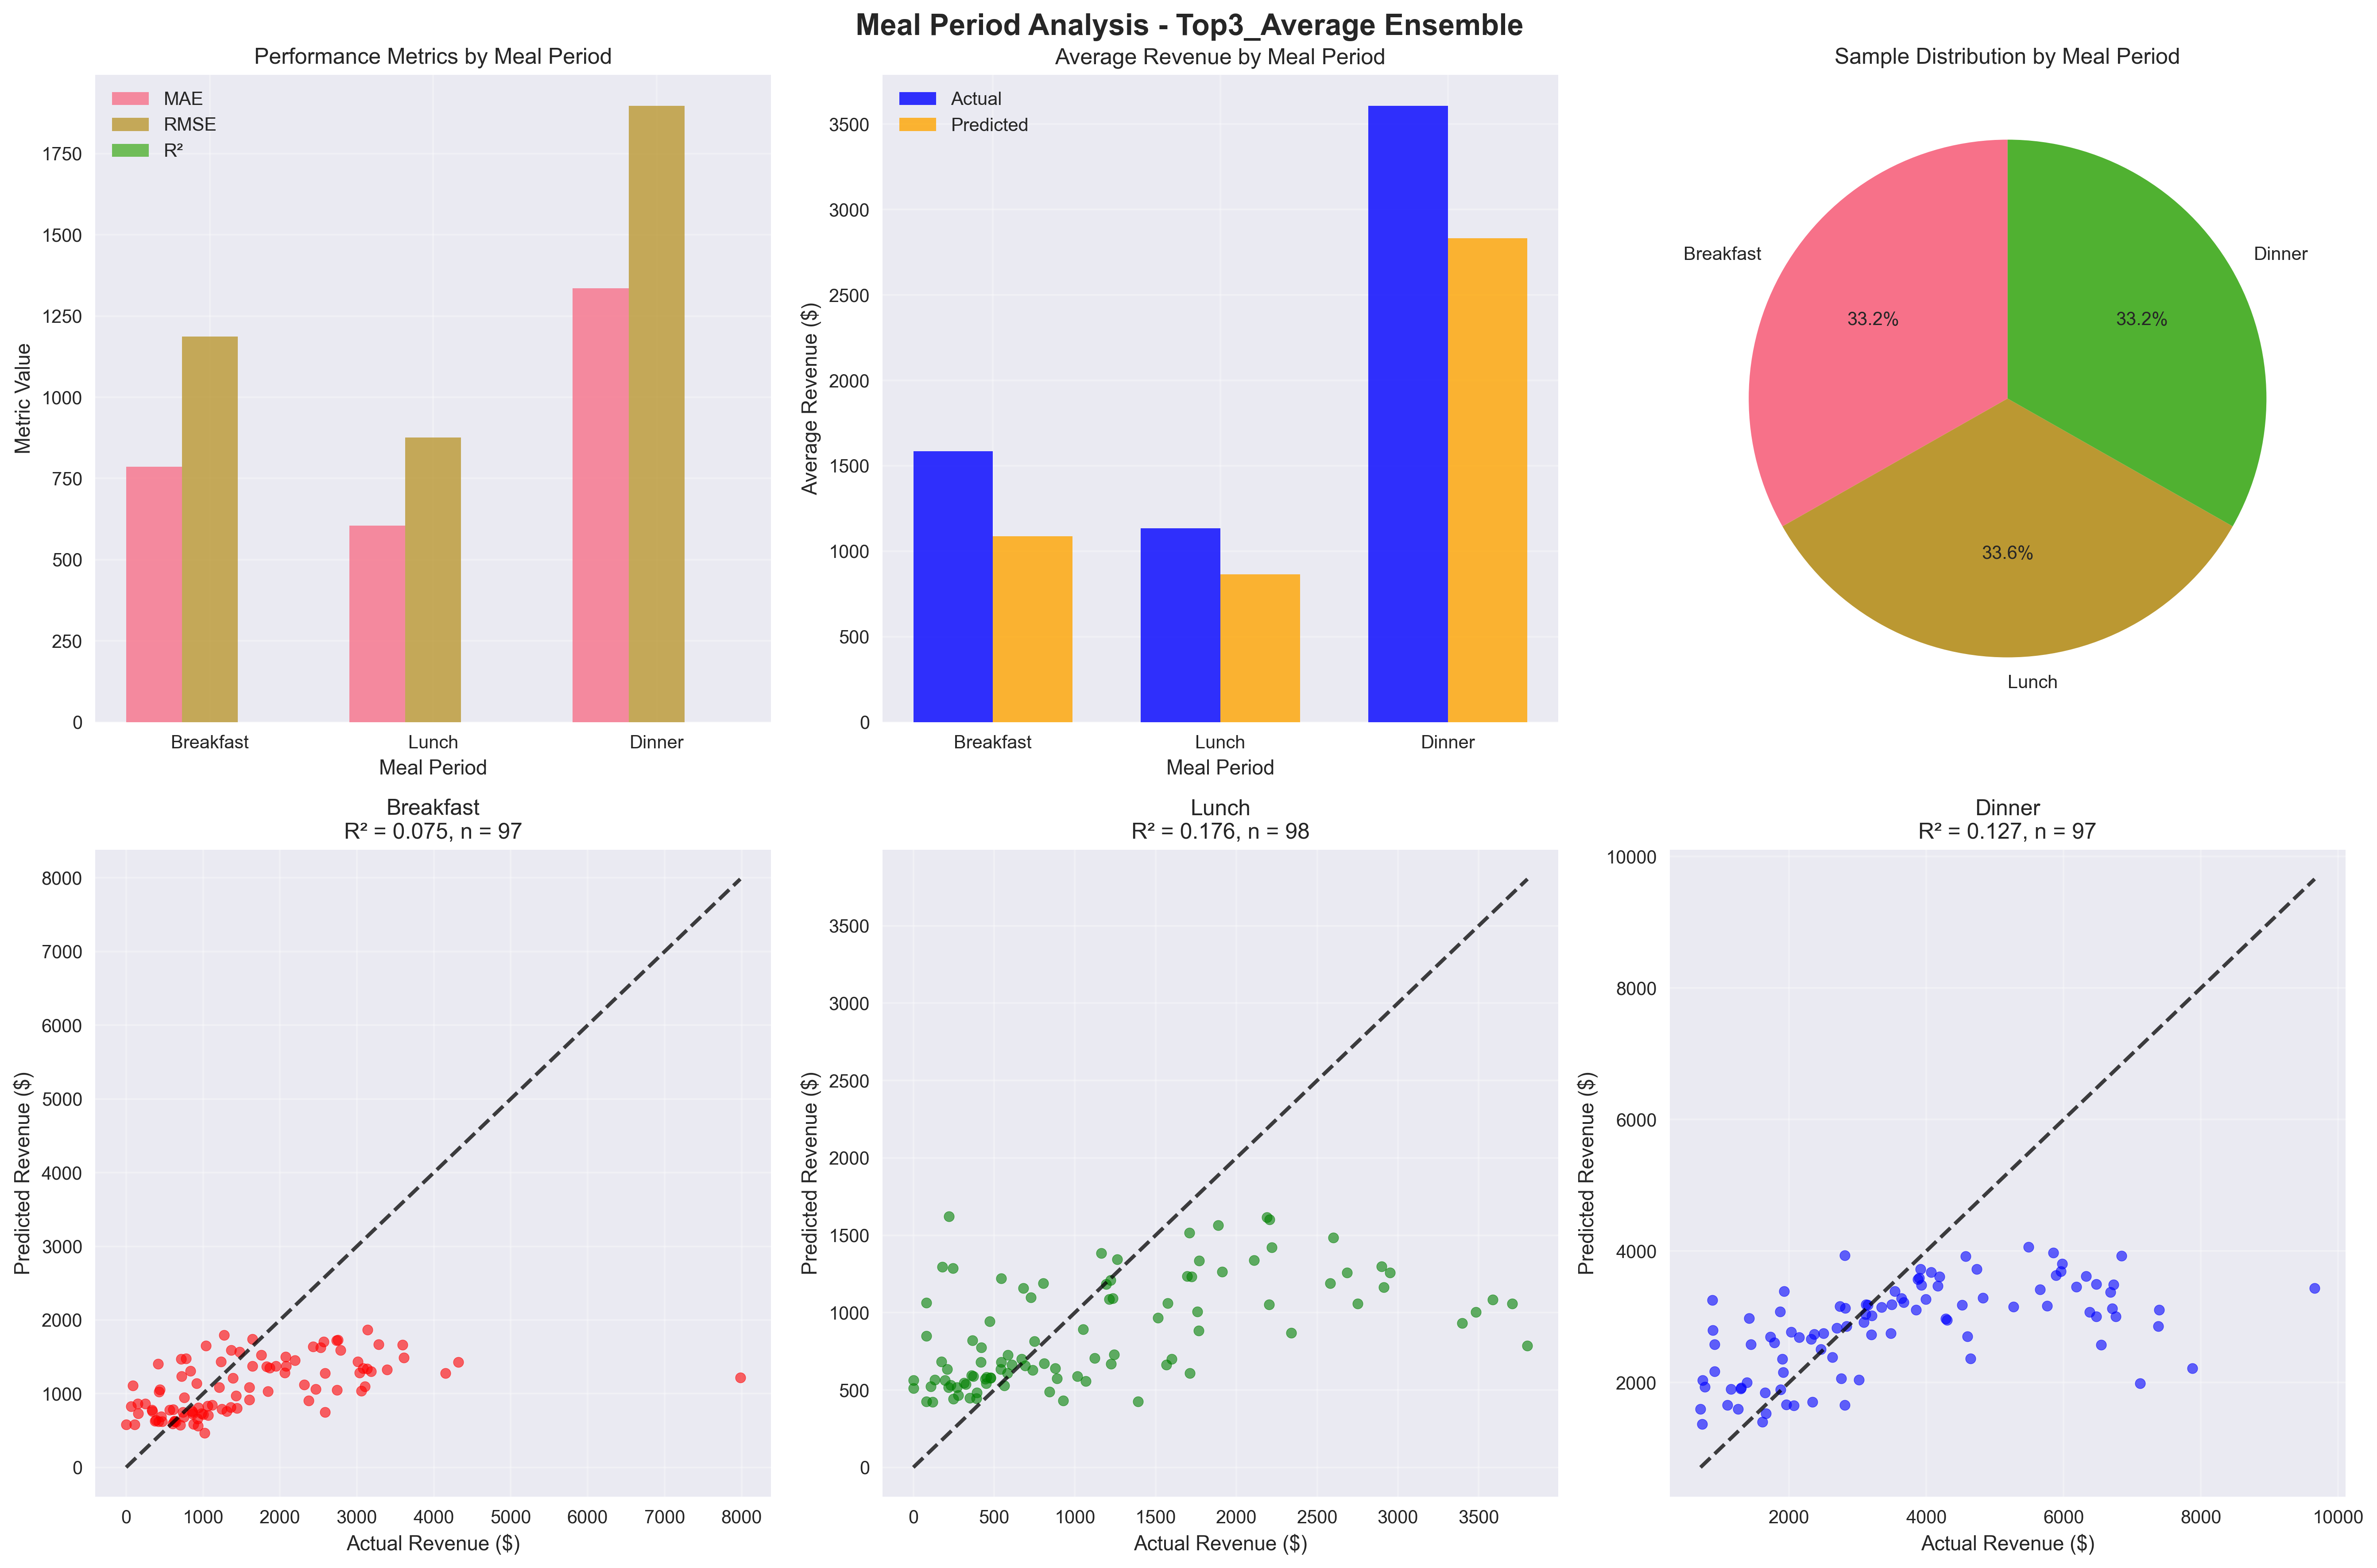 Meal Period Analysis - Top3_Average Ensemble
Performance Metrics by Meal Period
MAE
RMSE
R²
Metric Value
1750
1500
1250
1000
750
500
250
0
Breakfast Lunch Dinner
Meal Period
Average Revenue by Meal Period
Actual
Predicted
Average Revenue ($)
3500
3000
2500
2000
1500
1000
500
0
Breakfast Lunch Dinner
Meal Period
Sample Distribution by Meal Period
Breakfast
Dinner
33.2%
33.2%
33.6%
Lunch
Breakfast
R² = 0.075, n = 97
Predicted Revenue ($)
8000
7000
6000
5000
4000
3000
2000
1000
0
0 1000 2000 3000 4000 5000 6000 7000 8000
Actual Revenue ($)
Lunch
R² = 0.176, n = 98
Predicted Revenue ($)
3500
3000
2500
2000
1500
1000
500
0
0 500 1000 1500 2000 2500 3000 3500
Actual Revenue ($)
Dinner
R² = 0.127, n = 97
Predicted Revenue ($)
10000
8000
6000
4000
2000
2000 4000 6000 8000 10000
Actual Revenue ($)